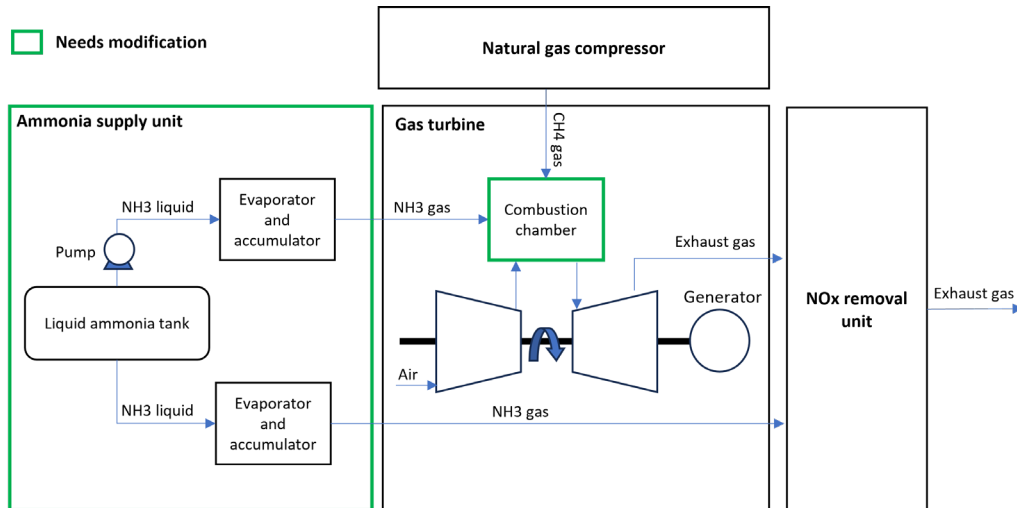 Needs modification
Natural gas compressor
Ammonia supply unit
Gas turbine
CH4 gas
NH3 liquid
Evaporator
and
accumulator
NH3 gas
Combustion
chamber
Pump
Exhaust gas
Liquid ammonia tank
Generator
NOx removal
unit
Exhaust gas
Air
NH3 liquid
Evaporator
and
accumulator
NH3 gas